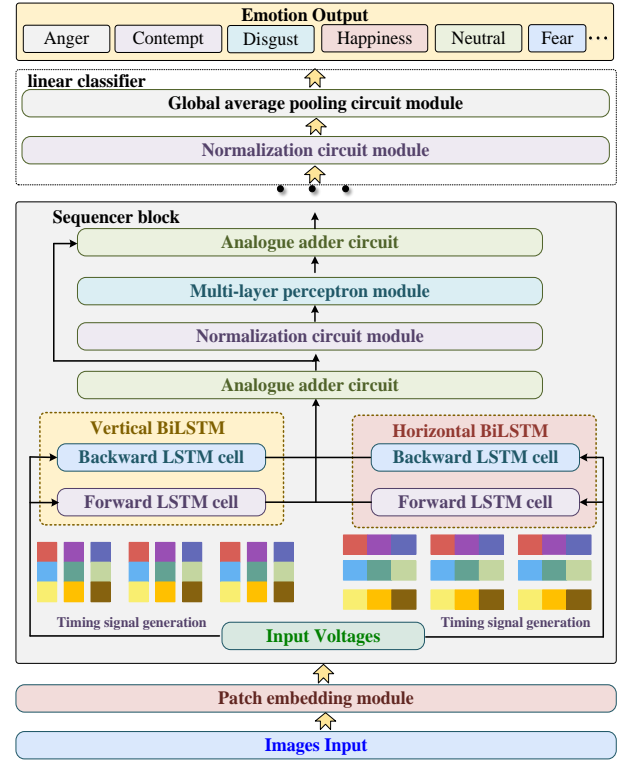 Emotion Output
Anger Contempt Disgust Happiness Neutral Fear ...
linear classifier
Global average pooling circuit module
Normalization circuit module
Sequencer block
Analogue adder circuit
Multi-layer perceptron module
Normalization circuit module
Analogue adder circuit
Vertical BiLSTM
Backward LSTM cell
Forward LSTM cell
Horizontal BiLSTM
Backward LSTM cell
Forward LSTM cell
Timing signal generation
Input Voltages
Timing signal generation
Patch embedding module
Images Input